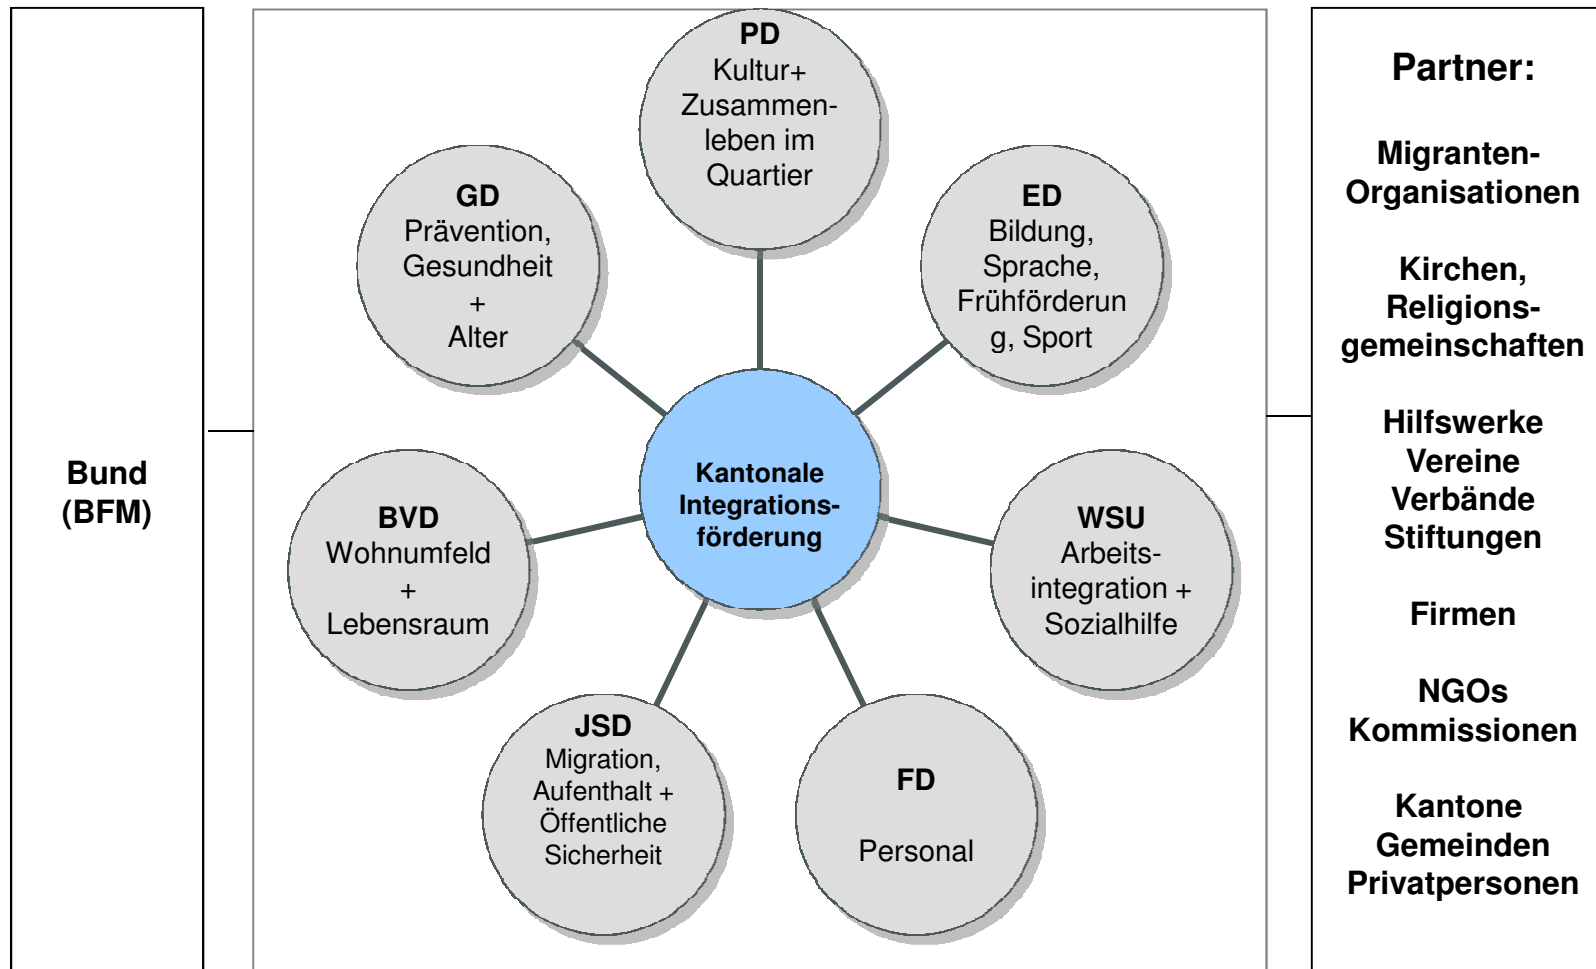 Bund
(BFM)
PD
Kultur+
Zusammen-
leben im
Quartier
GD
Prävention,
Gesundheit
+
Alter
ED
Bildung,
Sprache,
Frühförderun
g, Sport
Kantonale
Integrations-
förderung
BVD
Wohnumfeld
+
Lebensraum
WSU
Arbeits-
integration +
Sozialhilfe
JSD
Migration,
Aufenthalt +
Öffentliche
Sicherheit
FD
Personal
Partner:
Migranten-
Organisationen
Kirchen,
Religions-
gemeinschaften
Hilfswerke
Vereine
Verbände
Stiftungen
Firmen
NGOs
Kommissionen
Kantone
Gemeinden
Privatpersonen